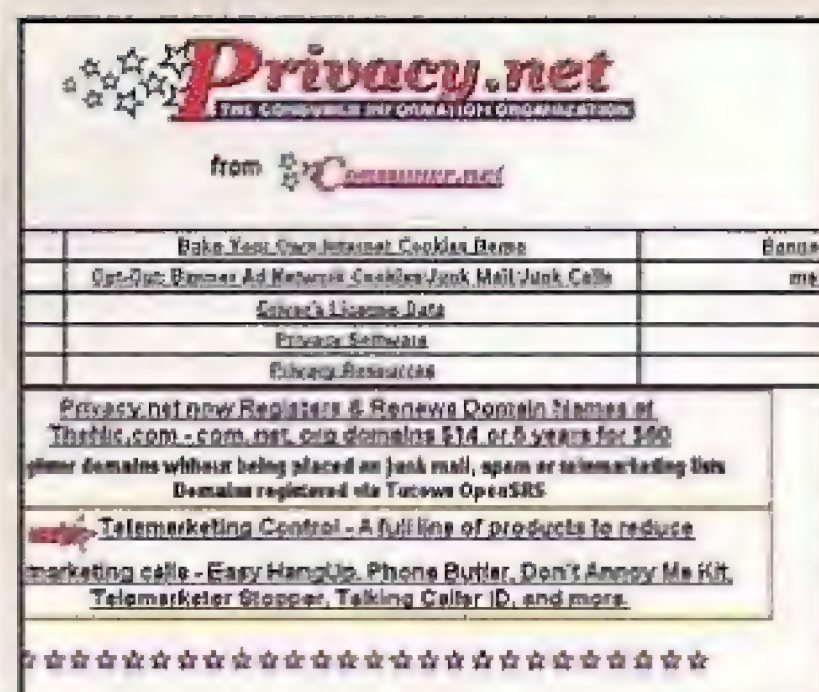 Privacy.net
THE CONSUMER INFORMATION ORGANIZATION
from Consumer.net
Bake Your Own Internet Cookies Demo
Opt-Out: Banner Ad Network Cookies/Junk Mail/Junk Calls
Driver's License Data
Privacy Software
Privacy Resources
Privacy.net now Registers & Renews Domain Names at
com, net, org domains $14 or 5 years for
domains without being placed on junk mail, spam or telemarketing lists
Domains registered via Tucows OpenSRS
Telemarketing Control - A full line of products to reduce
marketing calls - Easy HangUp, Phone Butler, Don't Annoy Me Kit,
Telemarketer Stopper, Talking Caller ID, and more.